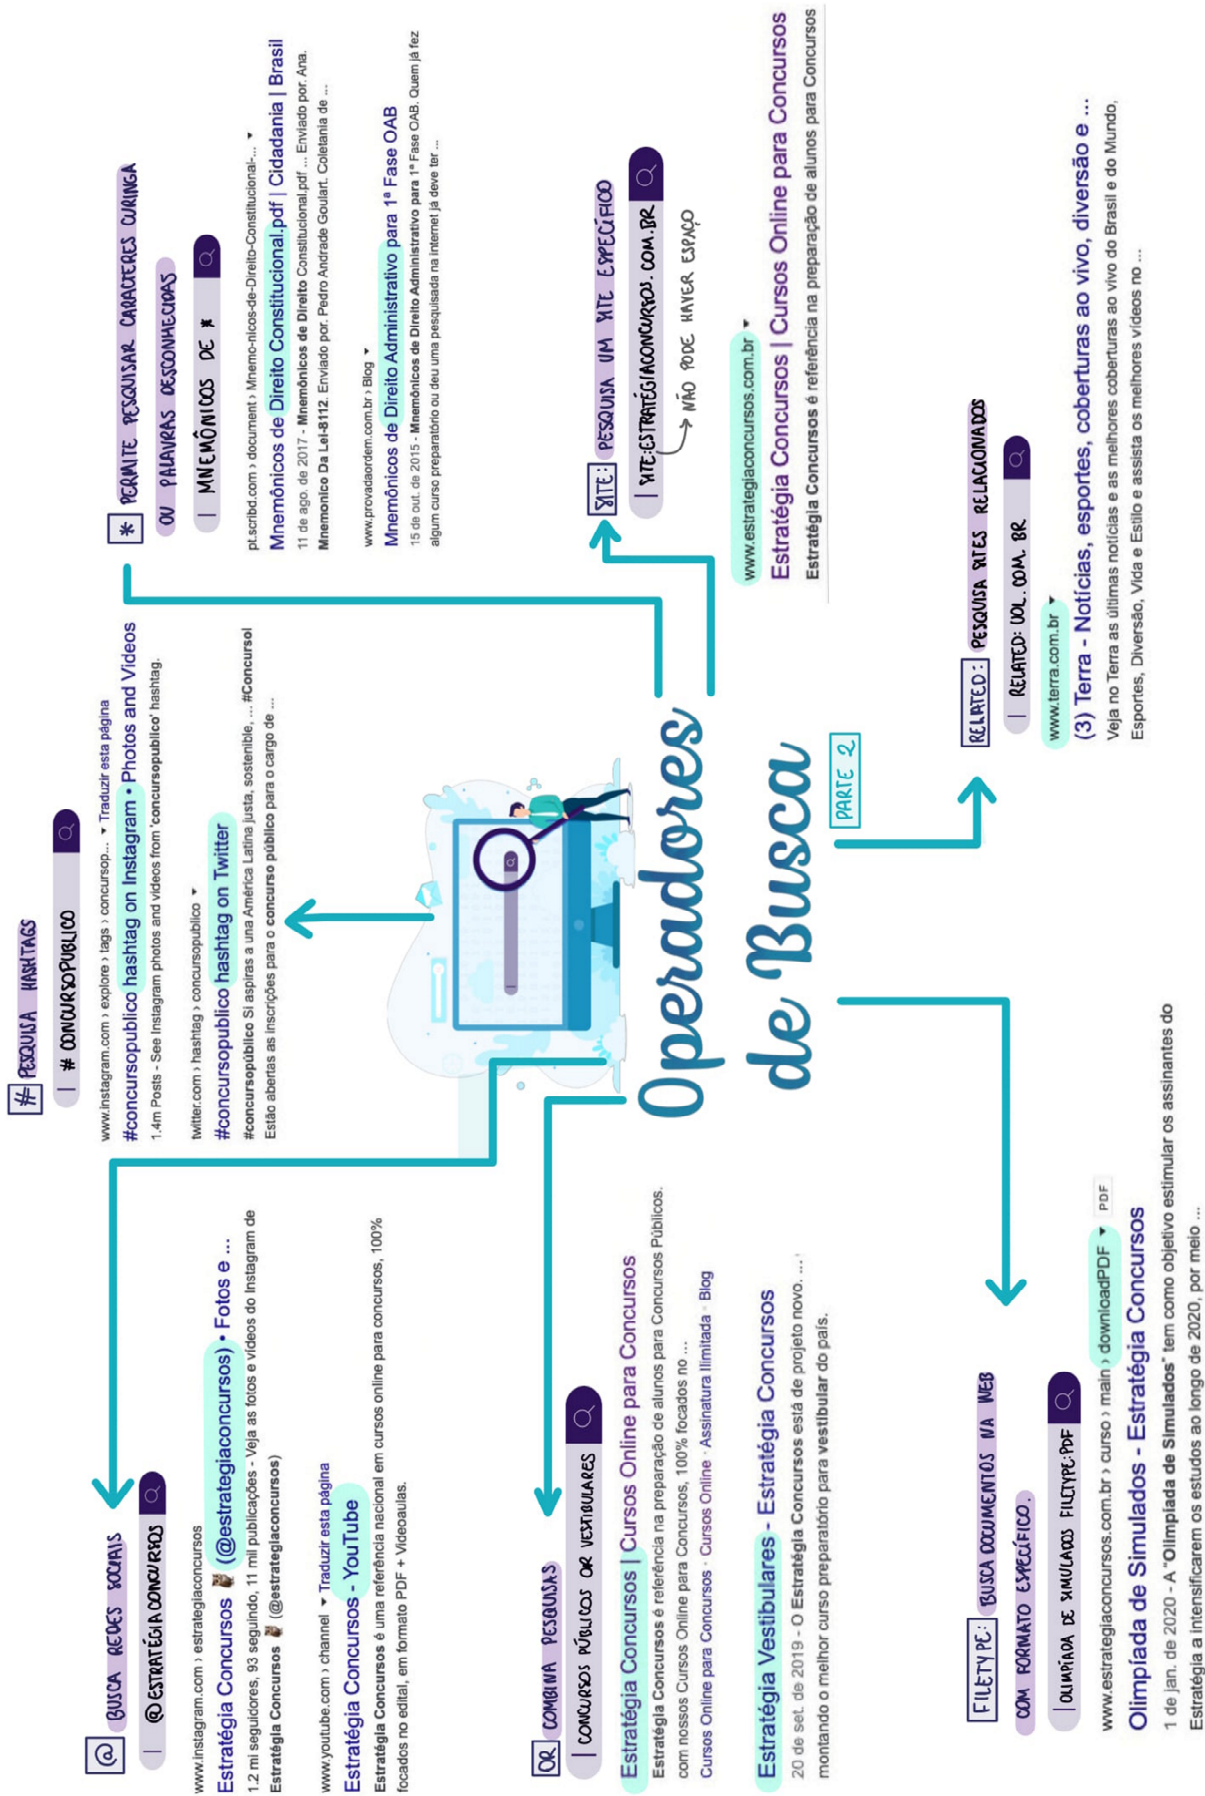 @ BUSCA REDES SOCIAIS
@ESTRATÉGIACONCURSOS
www.instagram.com › estrategiaconcursos
Estratégia Concursos (@estrategiaconcursos) • Fotos e ...
1.2 mi seguidores, 93 seguindo, 11 mil publicações - Veja as fotos e vídeos do Instagram de
Estratégia Concursos (@estrategiaconcursos)
www.youtube.com › channel ▾ Traduzir esta página
Estratégia Concursos - YouTube
Estratégia Concursos é uma referência nacional em cursos online para concursos, 100%
focados no edital, em formato PDF + Videoaulas.
# PESQUISA HASHTAGS
# CONCURSOPUBLICO
www.instagram.com › explore › tags › concursop... ▾ Traduzir esta página
#concursopublico hashtag on Instagram • Photos and Videos
1.4m Posts - See Instagram photos and videos from 'concursopublico' hashtag.
twitter.com › hashtag › concursopublico ▾
#concursopublico hashtag on Twitter
#concursopúblico Si aspiras a una América Latina justa, sostenible, ... #Concursol
Estão abertas as inscrições para o concurso público para o cargo de ...
* PERMITE PESQUISAR CARACTERES CURINGA
OU PALAVRAS DESCONHECIDAS
MNEMÔNICOS DE *
pt.scribd.com › document › Mnemo-nicos-de-Direito-Constitucional-... ▾
Mnemônicos de Direito Constitucional.pdf | Cidadania | Brasil
11 de ago. de 2017 - Mnemônicos de Direito Constitucional.pdf ... Enviado por. Ana.
Mnemonico Da Lei-8112. Enviado por. Pedro Andrade Goulart. Coletania de ...
www.provadaordem.com.br › Blog ▾
Mnemônicos de Direito Administrativo para 1ª Fase OAB
15 de out. de 2015 - Mnemônicos de Direito Administrativo para 1ª Fase OAB. Quem já fez
algum curso preparatório ou deu uma pesquisada na internet já deve ter ...
OR COMBINA PESQUISAS
CONCURSOS PÚBLICOS OR VESTIBULARES
Estratégia Concursos | Cursos Online para Concursos
Estratégia Concursos é referência na preparação de alunos para Concursos Públicos.
com nossos Cursos Online para Concursos, 100% focados no ...
Cursos Online para Concursos · Cursos Online · Assinatura Ilimitada · Blog
Estratégia Vestibulares - Estratégia Concursos
20 de set. de 2019 - O Estratégia Concursos está de projeto novo. ...
montando o melhor curso preparatório para vestibular do país.
Operadores
de Busca
PARTE 2
SITE: PESQUISA UM SITE ESPECÍFICO
SITE:ESTRATÉGIACONCURSOS.COM.BR
NÃO PODE HAVER ESPAÇO
www.estrategiaconcursos.com.br ▾
Estratégia Concursos | Cursos Online para Concursos
Estratégia Concursos é referência na preparação de alunos para Concursos
FILETYPE: BUSCA DOCUMENTOS NA WEB
COM FORMATO ESPECÍFICO.
OLIMPÍADA DE SIMULADOS FILETYPE:PDF
www.estrategiaconcursos.com.br › curso › main › downloadPDF ▾ PDF
Olimpíada de Simulados - Estratégia Concursos
1 de jan. de 2020 - A "Olimpíada de Simulados" tem como objetivo estimular os assinantes do
Estratégia a intensificarem os estudos ao longo de 2020, por meio ...
RELATED: PESQUISA SITES RELACIONADOS
RELATED: UOL.COM.BR
www.terra.com.br ▾
(3) Terra - Notícias, esportes, coberturas ao vivo, diversão e ...
Veja no Terra as últimas notícias e as melhores coberturas ao vivo do Brasil e do Mundo,
Esportes, Diversão, Vida e Estilo e assista os melhores vídeos no ...